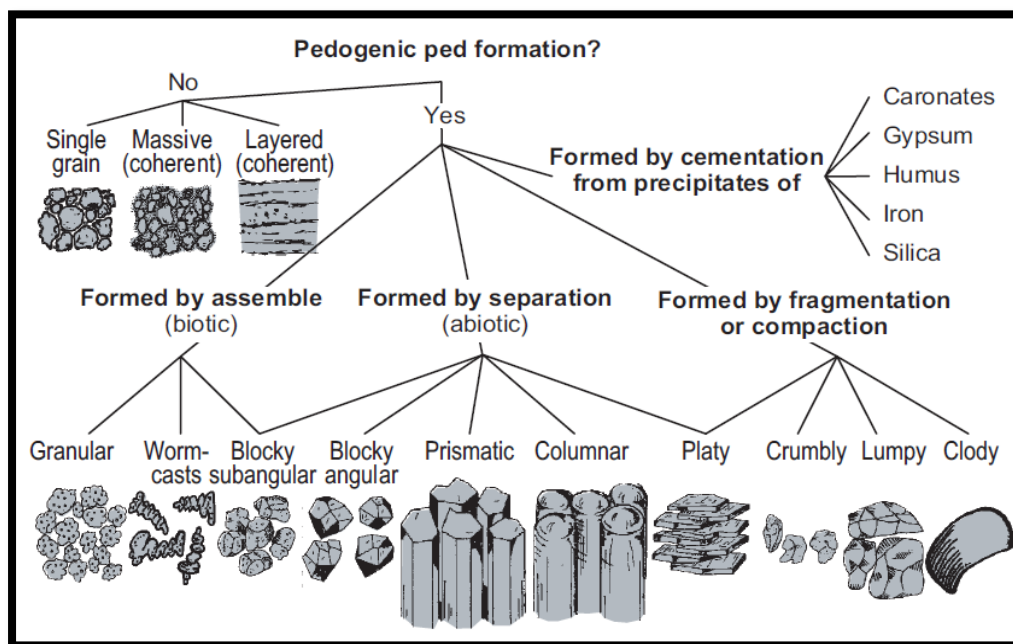 Pedogenic ped formation?
No
Yes
Single
grain
Massive
(coherent)
Layered
(coherent)
Formed by cementation
from precipitates of
Caronates
Gypsum
Humus
Iron
Silica
Formed by assemble
(biotic)
Formed by separation
(abiotic)
Formed by fragmentation
or compaction
Granular
Worm-
casts
Blocky
subangular
Blocky
angular
Prismatic
Columnar
Platy
Crumbly
Lumpy
Clody